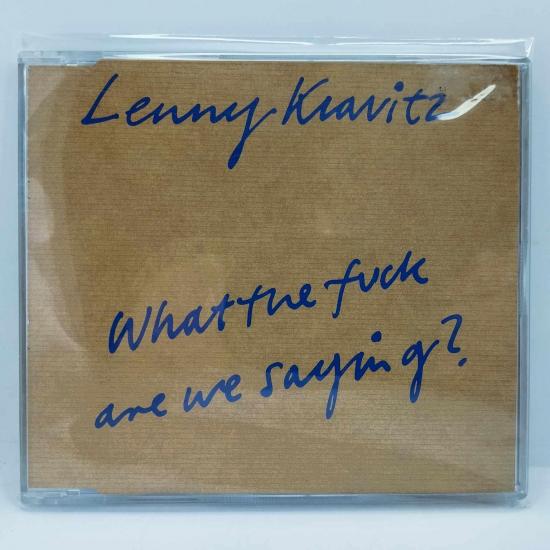 Lenny Kravitz
What the fuck
are we saying?